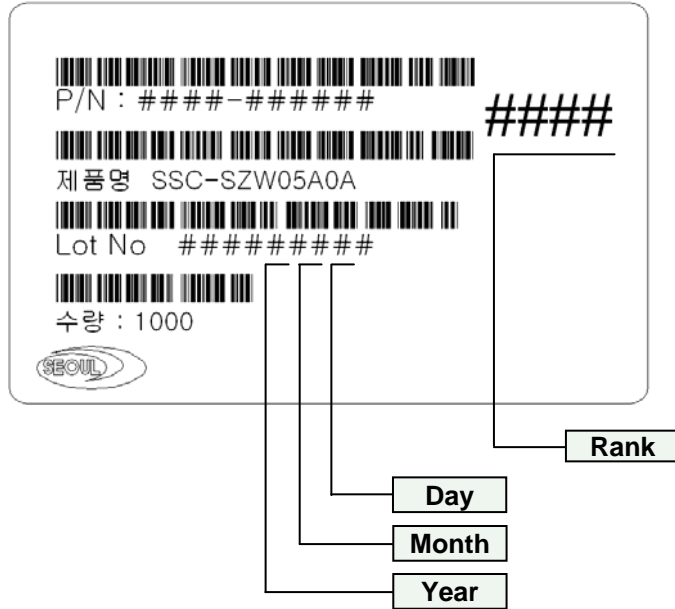 P/N : ####-######
####
제품명 SSC-SZW05A0A
Lot No #########
수량 : 1000
SEOUL
Rank
Day
Month
Year